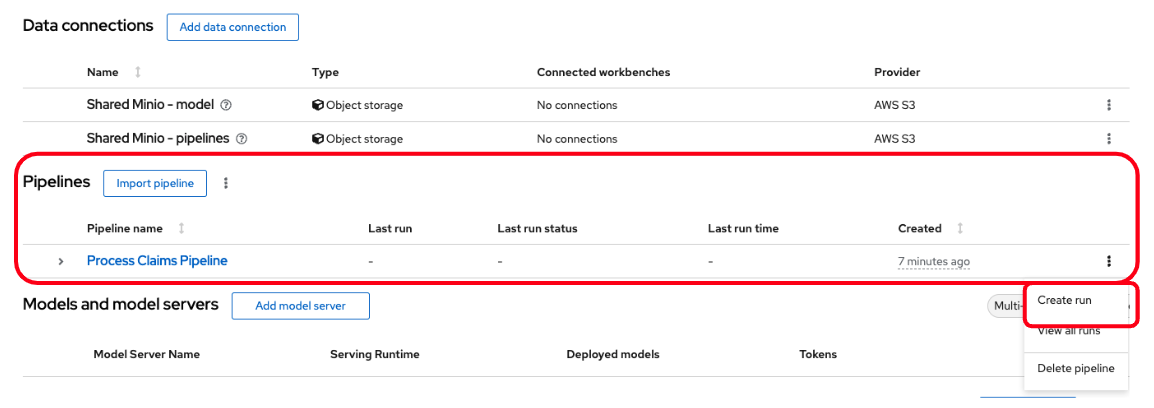 Data connections Add data connection
Name Type Connected workbenches Provider
Shared Minio - model Object storage No connections AWS S3
Shared Minio - pipelines Object storage No connections AWS S3
Pipelines Import pipeline
Pipeline name Last run Last run status Last run time Created
Process Claims Pipeline - - - 7 minutes ago
Models and model servers Add model server Multi-
Create run
View all runs
Delete pipeline
Model Server Name Serving Runtime Deployed models Tokens